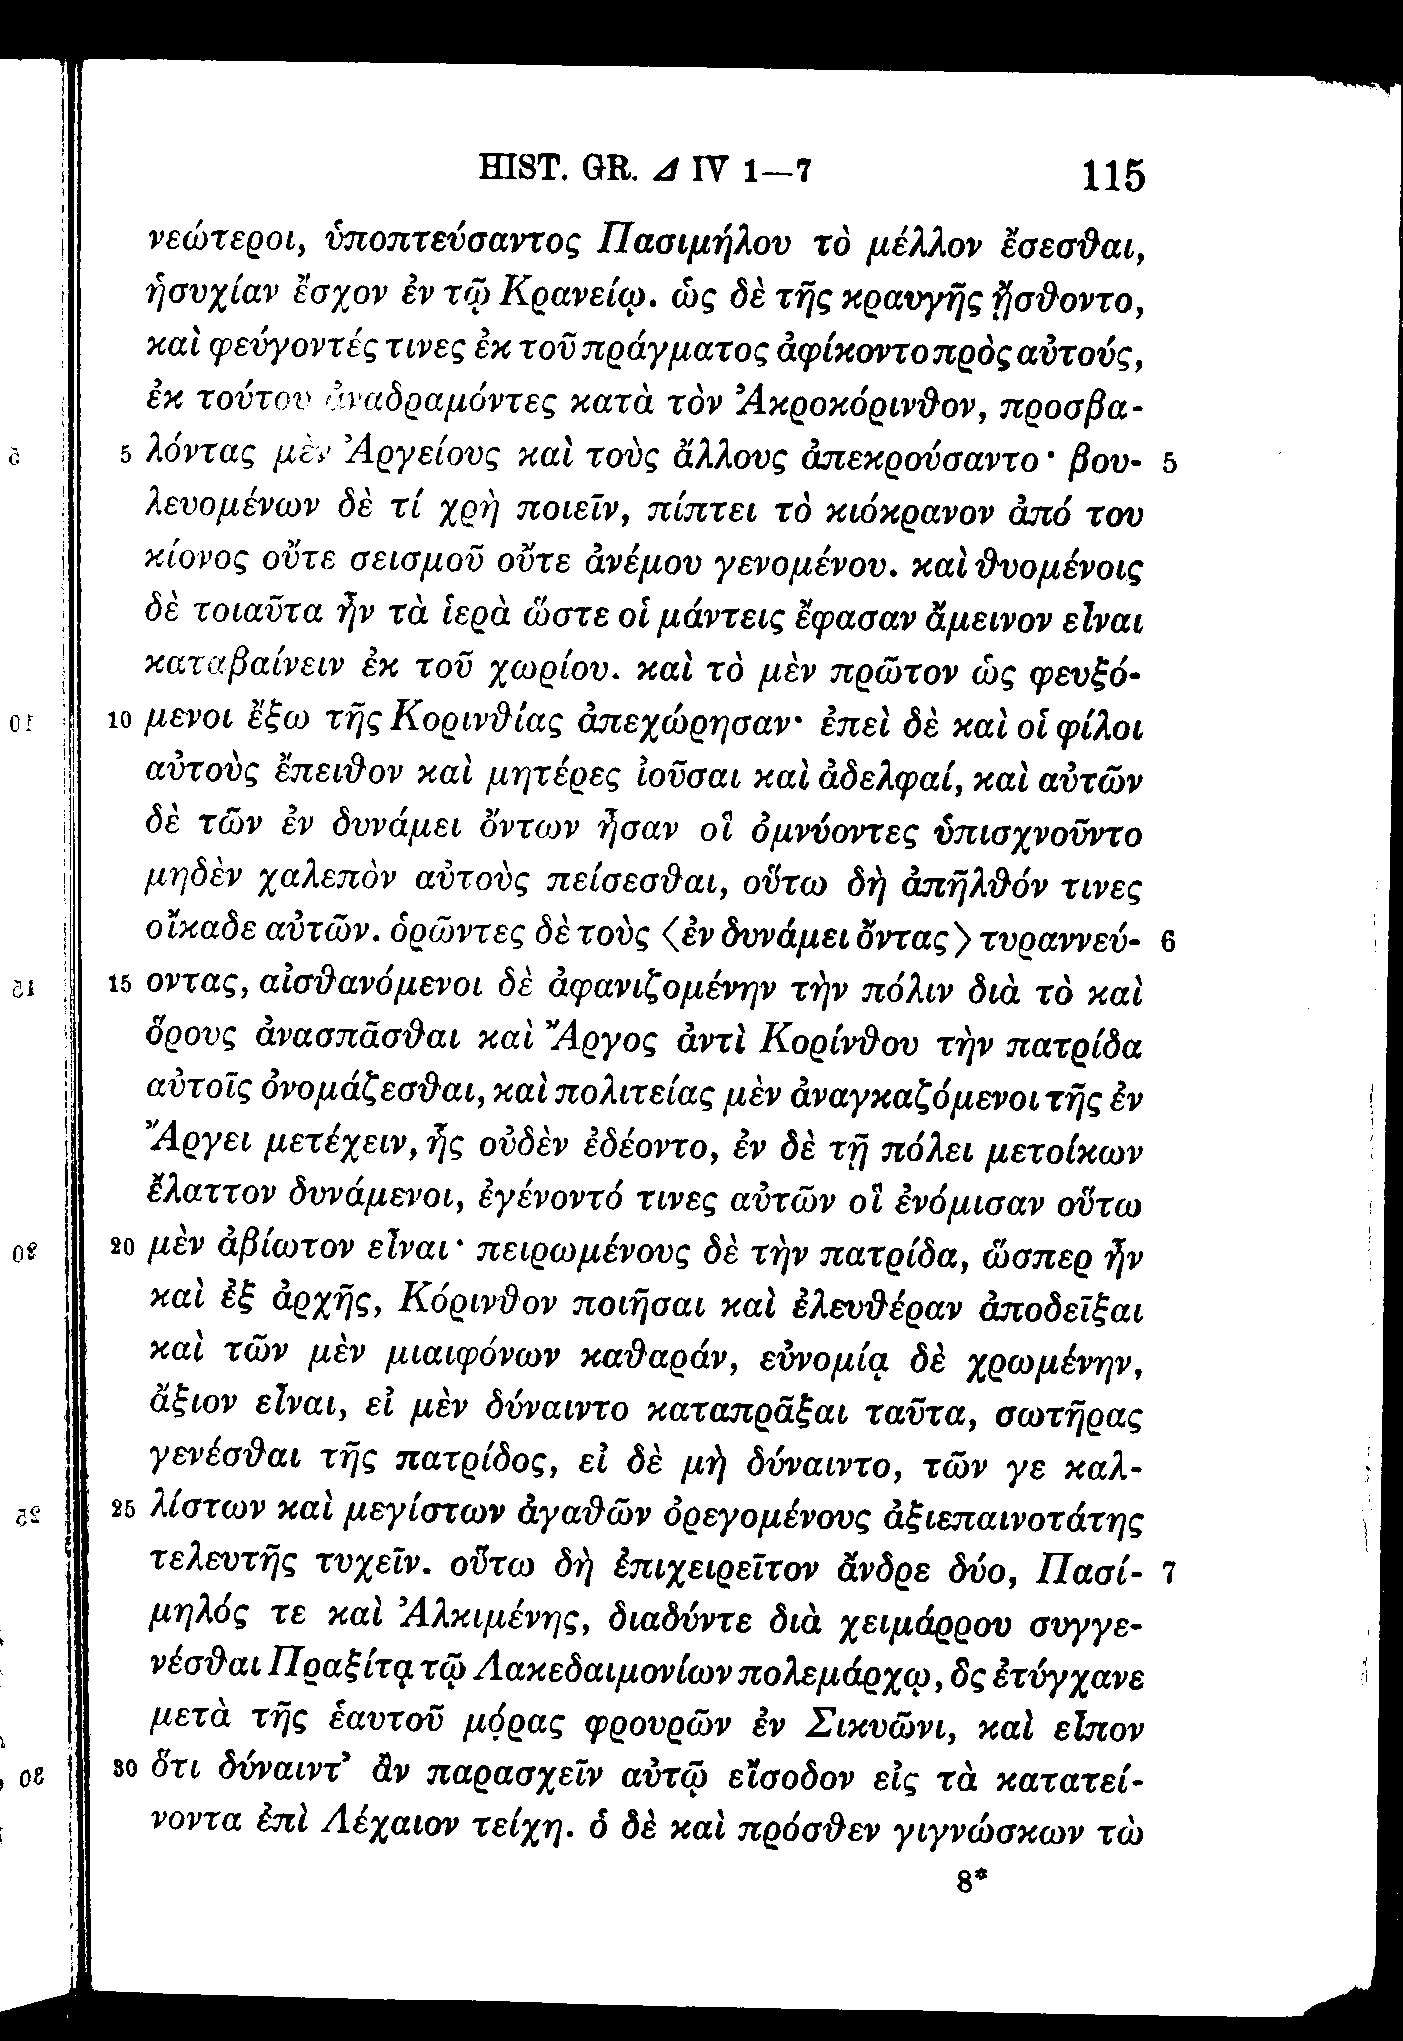 HIST. GR. Δ IV 1—7 115
νεώτεροι, ὑποπτεύσαντος Πασιμήλου τὸ μέλλον ἔσεσθαι,
ἡσυχίαν ἔσχον ἐν τῷ Κρανείῳ. ὡς δὲ τῆς κραυγῆς ᾔσθοντο,
καὶ φεύγοντές τινες ἐκ τοῦ πράγματος ἀφίκοντο πρὸς αὐτούς,
ἐκ τούτου ἀναδραμόντες κατὰ τὸν Ἀκροκόρινθον, προσβα-
5 λόντας μὲν Ἀργείους καὶ τοὺς ἄλλους ἀπεκρούσαντο· βου- 5
λευομένων δὲ τί χρὴ ποιεῖν, πίπτει τὸ κιόκρανον ἀπό του
κίονος οὔτε σεισμοῦ οὔτε ἀνέμου γενομένου. καὶ θυομένοις
δὲ τοιαῦτα ἦν τὰ ἱερὰ ὥστε οἱ μάντεις ἔφασαν ἄμεινον εἶναι
καταβαίνειν ἐκ τοῦ χωρίου. καὶ τὸ μὲν πρῶτον ὡς φευξό-
10 μενοι ἔξω τῆς Κορινθίας ἀπεχώρησαν· ἐπεὶ δὲ καὶ οἱ φίλοι
αὐτοὺς ἔπειθον καὶ μητέρες ἰοῦσαι καὶ ἀδελφαί, καὶ αὐτῶν
δὲ τῶν ἐν δυνάμει ὄντων ἦσαν οἳ ὀμνύοντες ὑπισχνοῦντο
μηδὲν χαλεπὸν αὐτοὺς πείσεσθαι, οὕτω δὴ ἀπῆλθόν τινες
οἴκαδε αὐτῶν. ὁρῶντες δὲ τοὺς ⟨ἐν δυνάμει ὄντας⟩ τυραννεύ- 6
15 οντας, αἰσθανόμενοι δὲ ἀφανιζομένην τὴν πόλιν διὰ τὸ καὶ
ὅρους ἀνασπᾶσθαι καὶ Ἄργος ἀντὶ Κορίνθου τὴν πατρίδα
αὐτοῖς ὀνομάζεσθαι, καὶ πολιτείας μὲν ἀναγκαζόμενοι τῆς ἐν
Ἄργει μετέχειν, ἧς οὐδὲν ἐδέοντο, ἐν δὲ τῇ πόλει μετοίκων
ἔλαττον δυνάμενοι, ἐγένοντό τινες αὐτῶν οἳ ἐνόμισαν οὕτω
20 μὲν ἀβίωτον εἶναι· πειρωμένους δὲ τὴν πατρίδα, ὥσπερ ἦν
καὶ ἐξ ἀρχῆς, Κόρινθον ποιῆσαι καὶ ἐλευθέραν ἀποδεῖξαι
καὶ τῶν μὲν μιαιφόνων καθαράν, εὐνομίᾳ δὲ χρωμένην,
ἄξιον εἶναι, εἰ μὲν δύναιντο καταπρᾶξαι ταῦτα, σωτῆρας
γενέσθαι τῆς πατρίδος, εἰ δὲ μὴ δύναιντο, τῶν γε καλ-
25 λίστων καὶ μεγίστων ἀγαθῶν ὀρεγομένους ἀξιεπαινοτάτης
τελευτῆς τυχεῖν. οὕτω δὴ ἐπιχειρεῖτον ἄνδρε δύο, Πασί- 7
μηλός τε καὶ Ἀλκιμένης, διαδύντε διὰ χειμάρρου συγγε-
νέσθαι Πραξίτᾳ τῷ Λακεδαιμονίων πολεμάρχῳ, ὃς ἐτύγχανε
μετὰ τῆς ἑαυτοῦ μόρας φρουρῶν ἐν Σικυῶνι, καὶ εἶπον
30 ὅτι δύναιντ’ ἂν παρασχεῖν αὐτῷ εἴσοδον εἰς τὰ κατατεί-
νοντα ἐπὶ Λέχαιον τείχη. ὁ δὲ καὶ πρόσθεν γιγνώσκων τὼ
8*